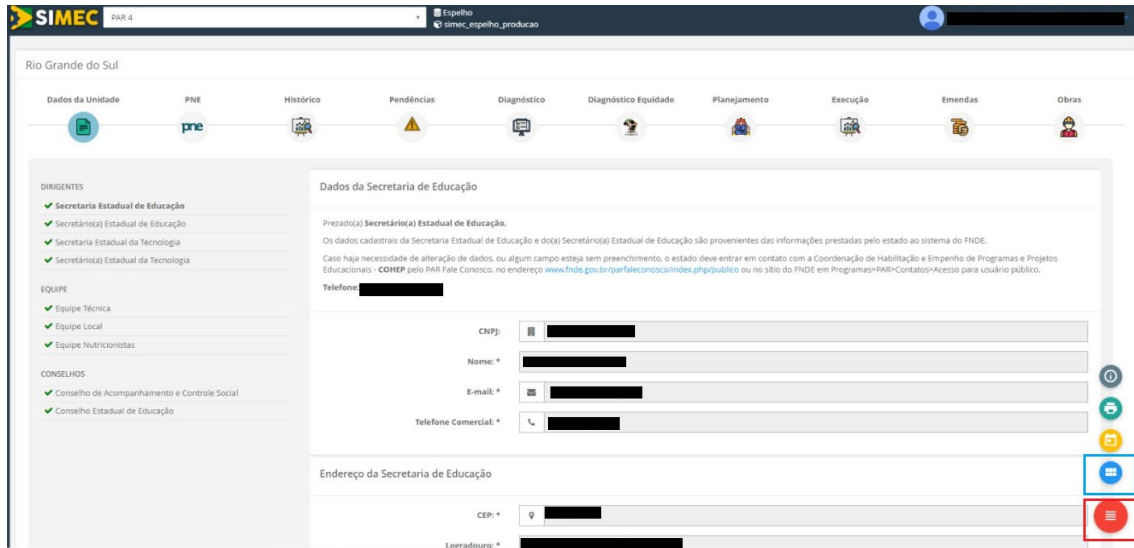 SIMEC
PAR 4
Espelho
simec_espelho_producao
Rio Grande do Sul
Dados da Unidade
PNE
Histórico
Pendências
Diagnóstico
Diagnóstico Equidade
Planejamento
Execução
Emendas
Obras
pne
DIRIGENTES
Secretaria Estadual de Educação
Secretário(a) Estadual de Educação
Secretaria Estadual da Tecnologia
Secretário(a) Estadual da Tecnologia
EQUIPE
Equipe Técnica
Equipe Local
Equipe Nutricionistas
CONSELHOS
Conselho de Acompanhamento e Controle Social
Conselho Estadual de Educação
Dados da Secretaria de Educação
Prezado(a) Secretário(a) Estadual de Educação,
Os dados cadastrais da Secretaria Estadual de Educação e do(a) Secretário(a) Estadual de Educação são provenientes das informações prestadas pelo estado ao sistema do FNDE.
Caso haja necessidade de alteração de dados, ou algum campo esteja sem preenchimento, o estado deve entrar em contato com a Coordenação de Habilitação e Empenho de Programas e Projetos
Educacionais - COHEP pelo PAR Fale Conosco, no endereço www.fnde.gov.br/parfaleconosco/index.php/publico ou no sítio do FNDE em Programas>PAR>Contatos>Acesso para usuário público.
Telefone:
CNPJ:
Nome: *
E-mail: *
Telefone Comercial: *
Endereço da Secretaria de Educação
CEP: *
Logradouro: *